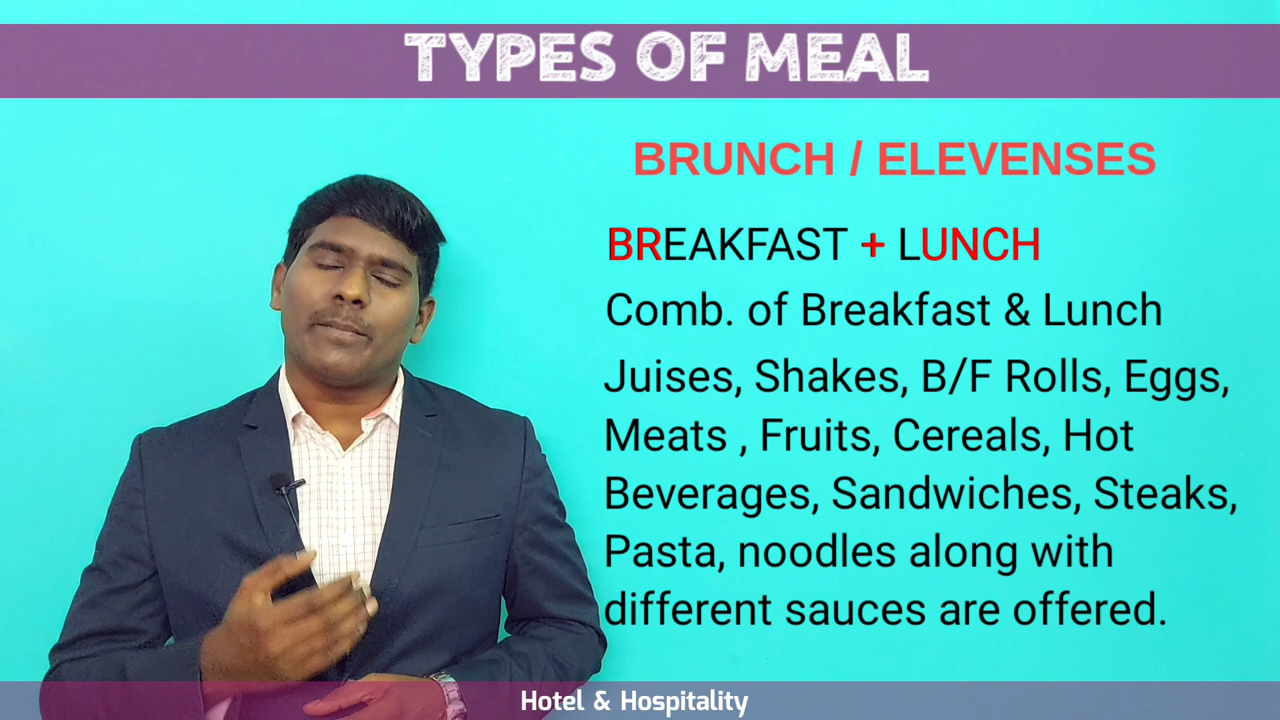 TYPES OF MEAL
BRUNCH / ELEVENSES
BREAKFAST + LUNCH
Comb. of Breakfast & Lunch
Juises, Shakes, B/F Rolls, Eggs,
Meats , Fruits, Cereals, Hot
Beverages, Sandwiches, Steaks,
Pasta, noodles along with
different sauces are offered.
Hotel & Hospitality